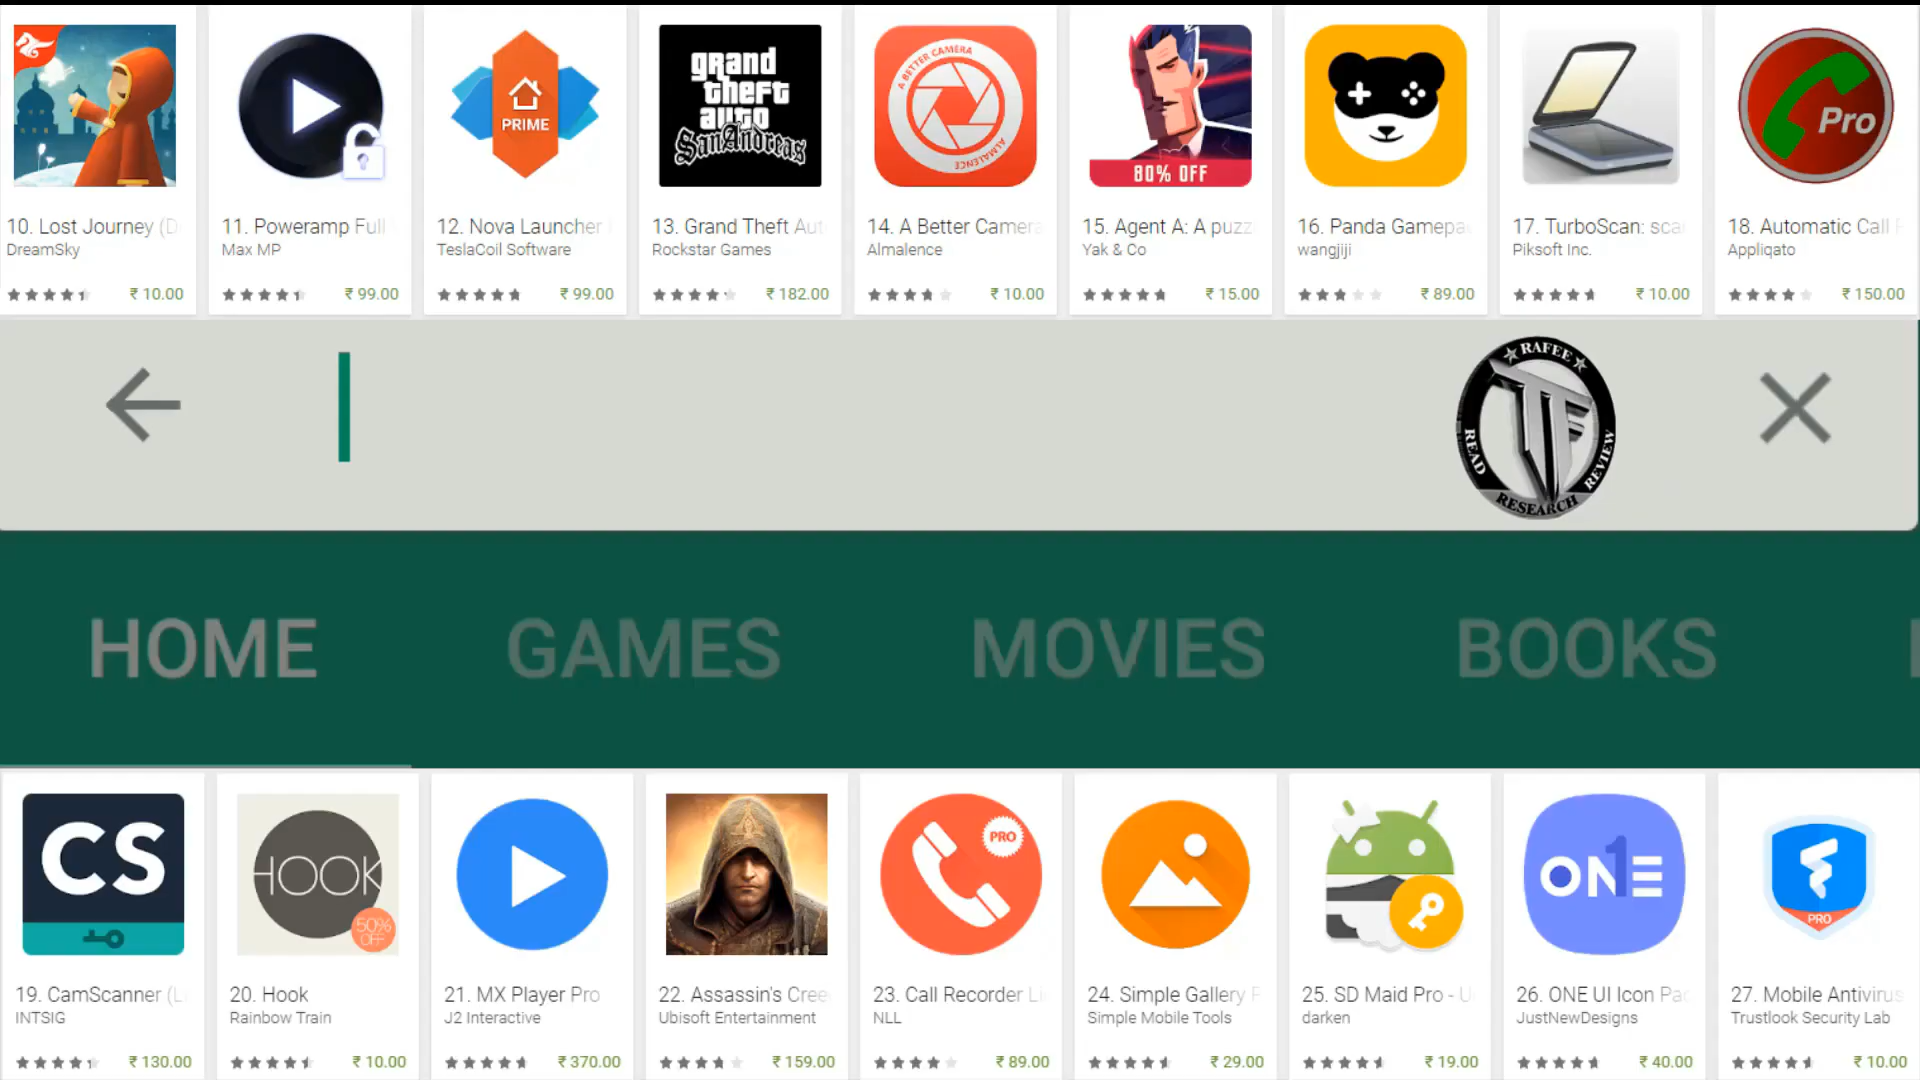 grand
theft
auto
San Andreas
A BETTER CAMERA
ALMALENCE
PRIME
80% OFF
Pro
10. Lost Journey (D
DreamSky
₹ 10.00
11. Poweramp Full
Max MP
₹ 99.00
12. Nova Launcher
TeslaCoil Software
₹ 99.00
13. Grand Theft Aut
Rockstar Games
₹ 182.00
14. A Better Camera
Almalence
₹ 10.00
15. Agent A: A puzz
Yak & Co
₹ 15.00
16. Panda Gamepa
wangjiji
₹ 89.00
17. TurboScan: sca
Piksoft Inc.
₹ 10.00
18. Automatic Call R
Appliqato
₹ 150.00
RAFEE
TF
READ
RESEARCH
REVIEW
HOME
GAMES
MOVIES
BOOKS
CS
HOOK
50%
OFF
PRO
ONE
1
PRO
19. CamScanner (L
INTSIG
₹ 130.00
20. Hook
Rainbow Train
₹ 10.00
21. MX Player Pro
J2 Interactive
₹ 370.00
22. Assassin's Cree
Ubisoft Entertainment
₹ 159.00
23. Call Recorder Li
NLL
₹ 89.00
24. Simple Gallery P
Simple Mobile Tools
₹ 29.00
25. SD Maid Pro - U
darken
₹ 19.00
26. ONE UI Icon Pac
JustNewDesigns
₹ 40.00
27. Mobile Antivirus
Trustlook Security Lab
₹ 10.00